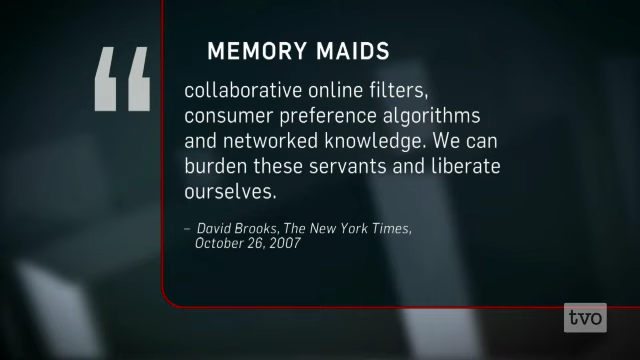 “
MEMORY MAIDS
collaborative online filters,
consumer preference algorithms
and networked knowledge. We can
burden these servants and liberate
ourselves.
– David Brooks, The New York Times,
October 26, 2007
tvo